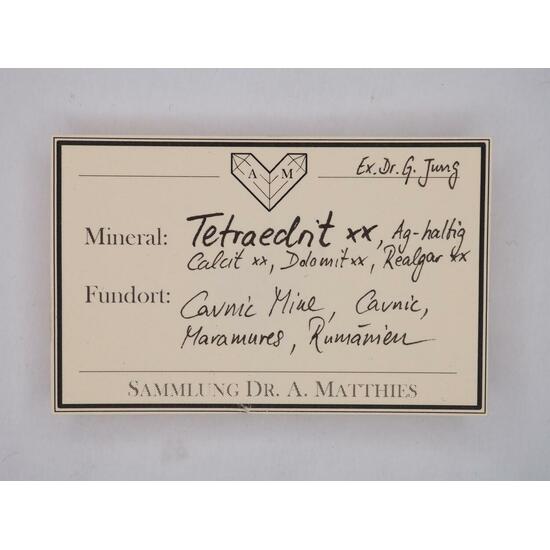 Ex. Dr. G. Jung
A M
Mineral: Tetraedrit xx, Ag-haltig
Calcit xx, Dolomit xx, Realgar xx
Fundort: Cavnic Mine, Cavnic,
Maramures, Rumänien
SAMMLUNG DR. A. MATTHIES